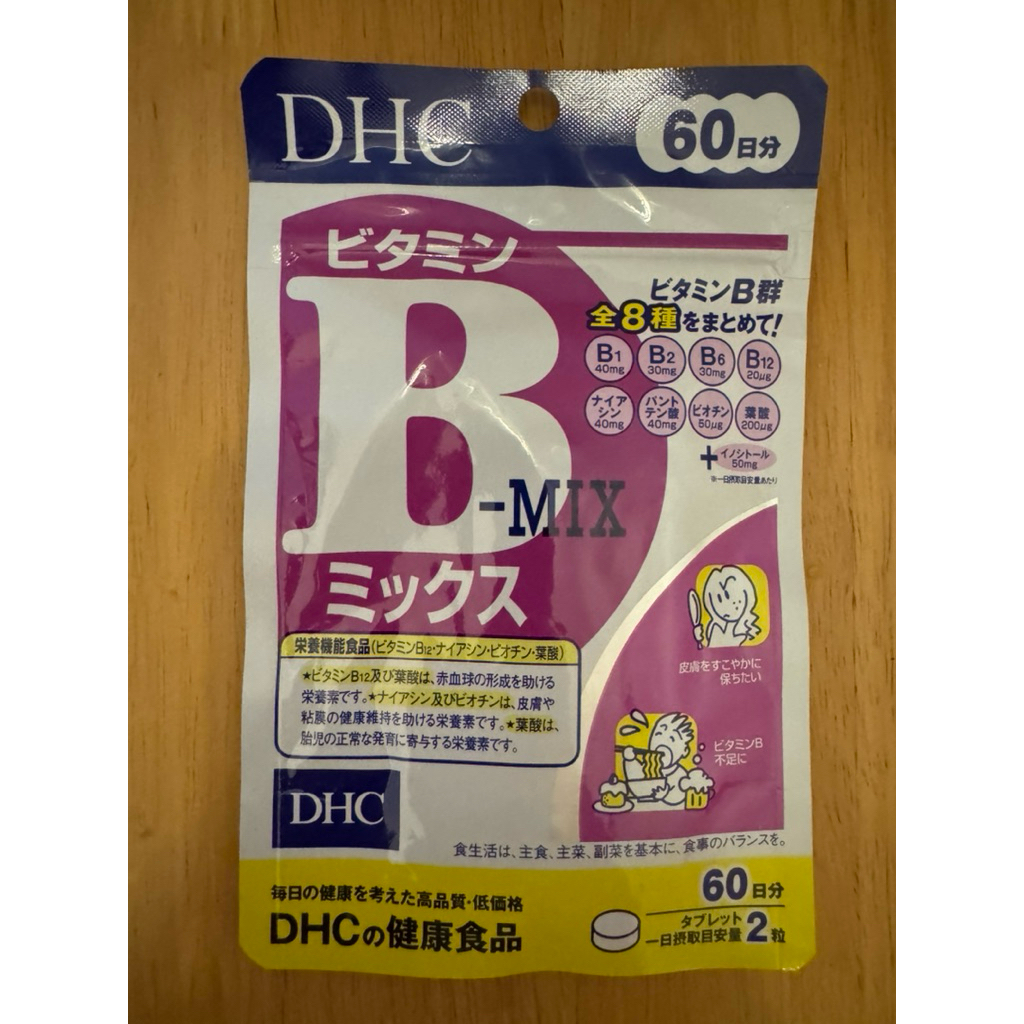 DHC
60日分
ビタミン
B
-MIX
ミックス
ビタミンB群
全8種をまとめて!
B1
40mg
B2
30mg
B6
30mg
B12
20μg
ナイア
シン
40mg
パント
テン酸
40mg
ビオチン
50μg
葉酸
200μg
+イノシトール
50mg
※一日摂取目安量あたり
皮膚をすこやかに
保ちたい
ビタミンB
不足に
栄養機能食品(ビタミンB12・ナイアシン・ビオチン・葉酸)
★ビタミンB12及び葉酸は、赤血球の形成を助ける
栄養素です。★ナイアシン及びビオチンは、皮膚や
粘膜の健康維持を助ける栄養素です。★葉酸は、
胎児の正常な発育に寄与する栄養素です。
DHC
食生活は、主食、主菜、副菜を基本に、食事のバランスを。
毎日の健康を考えた高品質・低価格
DHCの健康食品
60日分
タブレット
一日摂取目安量 2粒